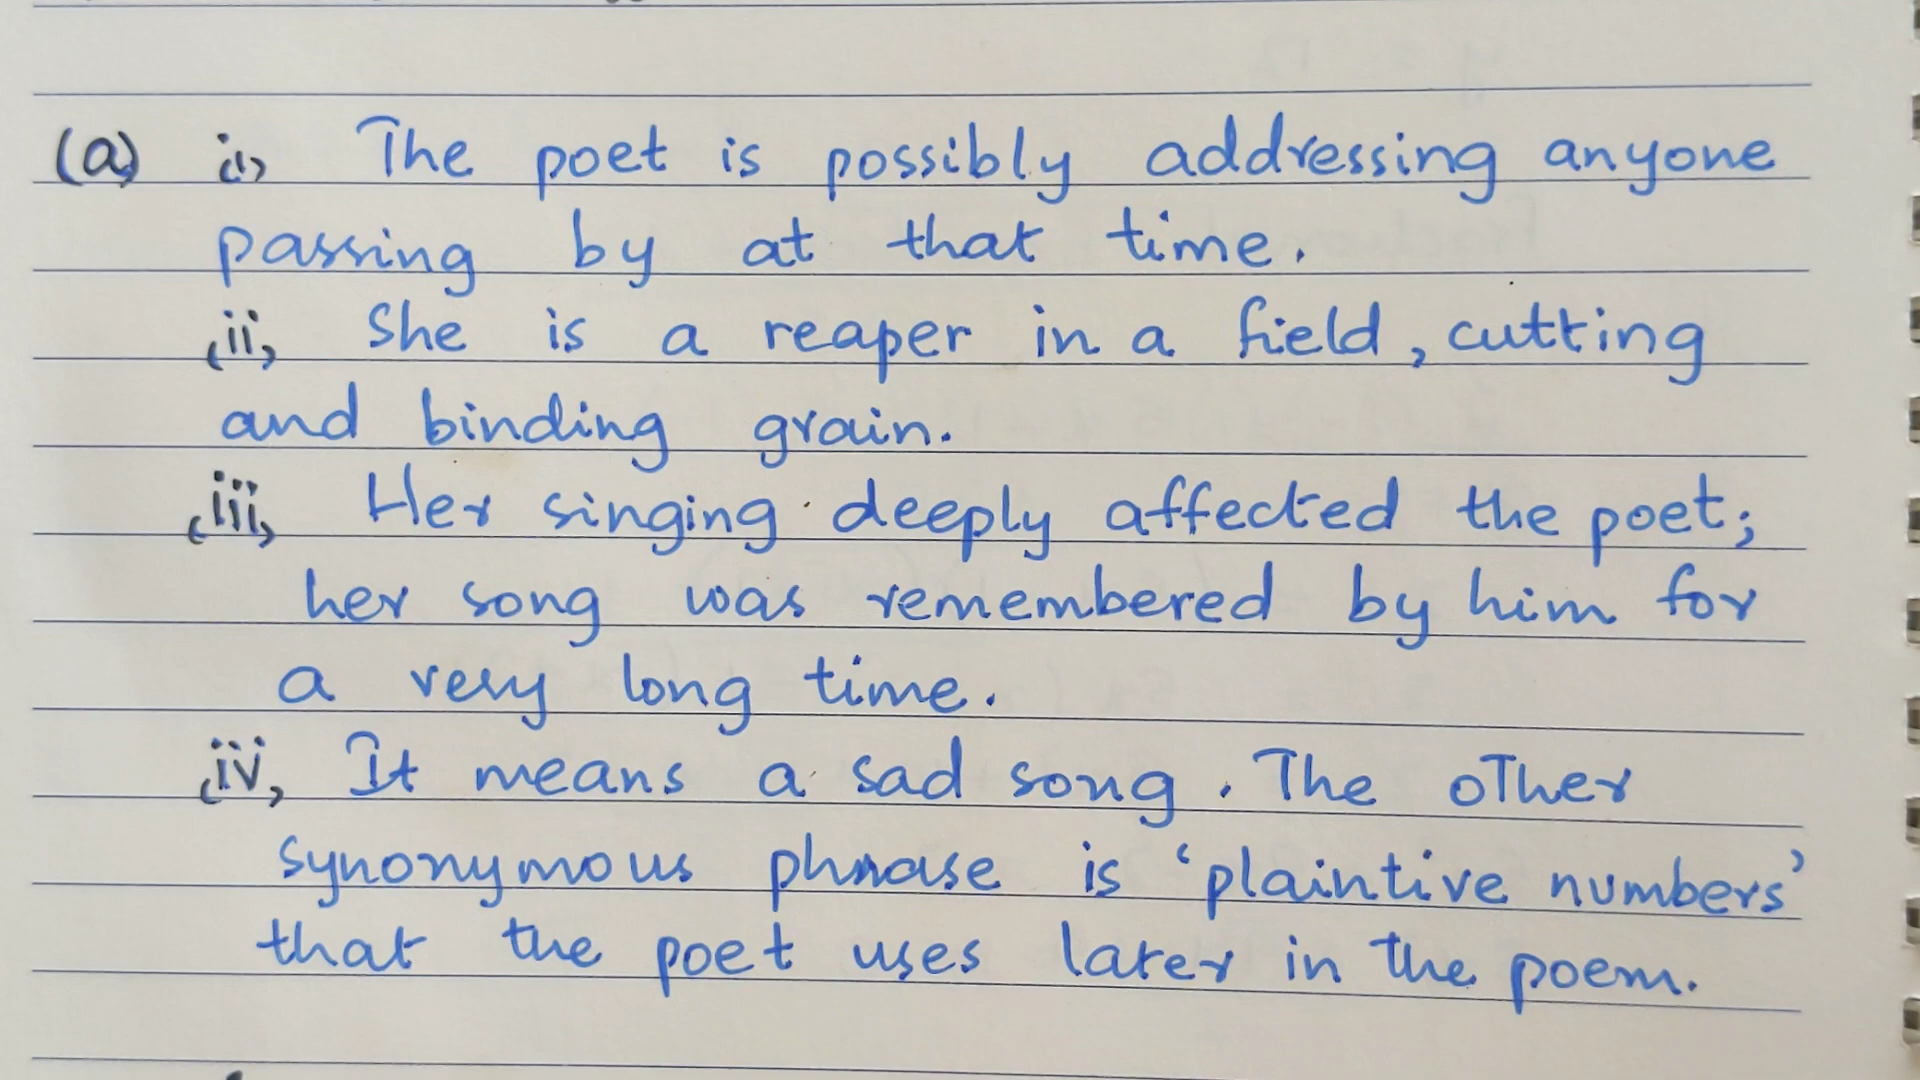 (a) (i) The poet is possibly addressing anyone
passing by at that time.
(ii) She is a reaper in a field, cutting
and binding grain.
(iii) Her singing deeply affected the poet;
her song was remembered by him for
a very long time.
(iv) It means a sad song. The other
synonymous phrase is 'plaintive numbers'
that the poet uses later in the poem.